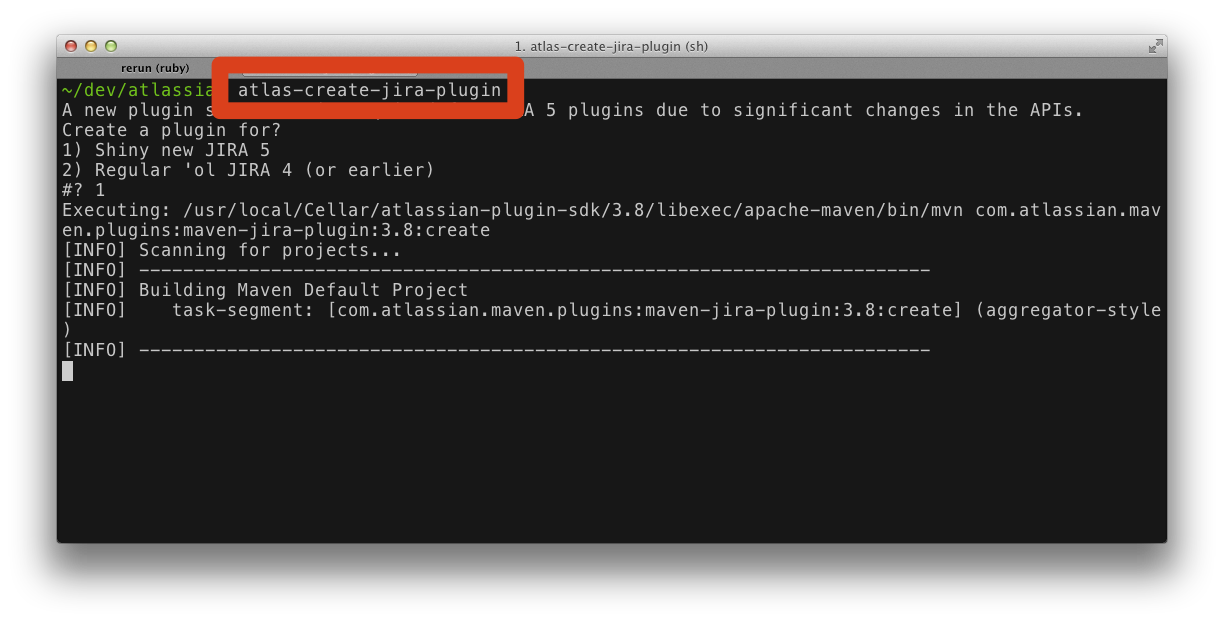 1. atlas-create-jira-plugin (sh)
rerun (ruby)
~/dev/atlassia atlas-create-jira-plugin
A new plugin s A 5 plugins due to significant changes in the APIs.
Create a plugin for?
1) Shiny new JIRA 5
2) Regular 'ol JIRA 4 (or earlier)
#? 1
Executing: /usr/local/Cellar/atlassian-plugin-sdk/3.8/libexec/apache-maven/bin/mvn com.atlassian.mav
en.plugins:maven-jira-plugin:3.8:create
[INFO] Scanning for projects...
[INFO] ------------------------------------------------------------------------
[INFO] Building Maven Default Project
[INFO]    task-segment: [com.atlassian.maven.plugins:maven-jira-plugin:3.8:create] (aggregator-style
)
[INFO] ------------------------------------------------------------------------